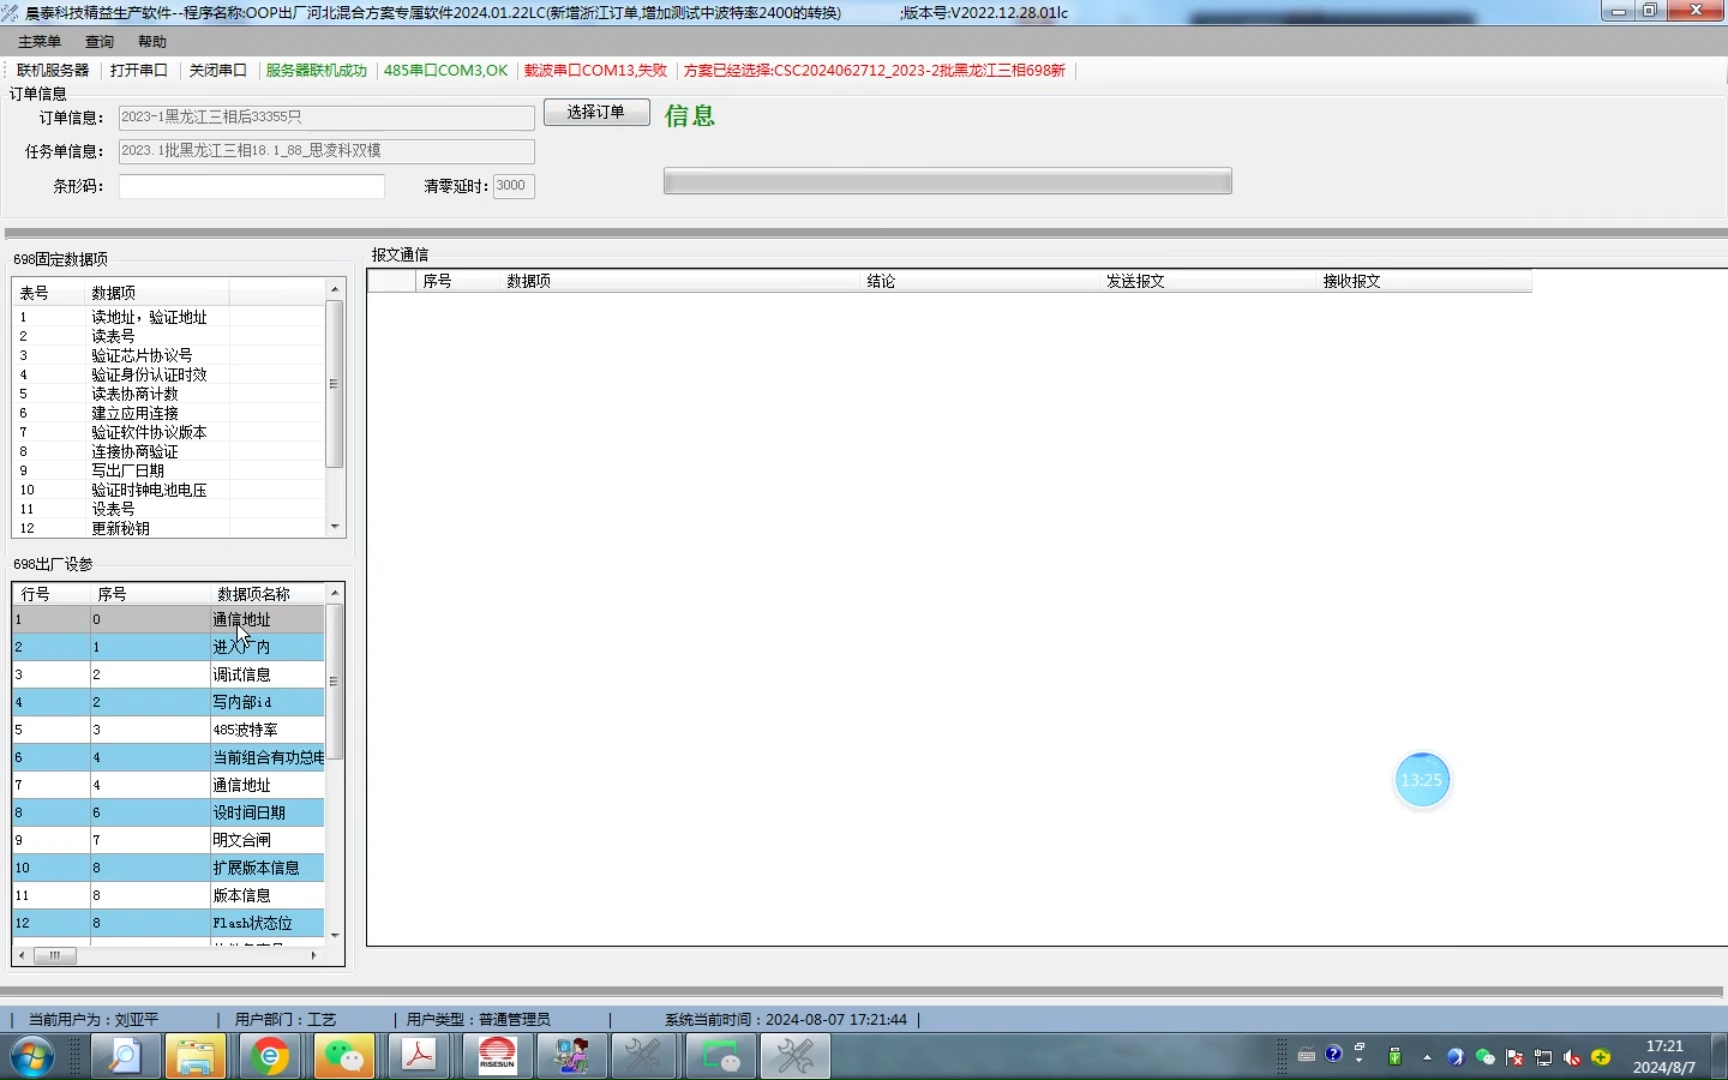 晨泰科技精益生产软件--程序名称:OOP出厂河北混合方案专属软件2024.01.22LC(新增浙江订单,增加测试中波特率2400的转换) ;版本号:V2022.12.28.01lc
主菜单 查询 帮助
联机服务器 打开串口 关闭串口 服务器联机成功 485串口COM3,OK 载波串口COM13,失败 方案已经选择:CSC2024062712_2023-2批黑龙江三相698新
订单信息
订单信息： 2023-1黑龙江三相后33355只 选择订单 信息
任务单信息： 2023.1批黑龙江三相18.1_88_思凌科双模
条形码： 清零延时： 3000
698固定数据项 报文通信
表号 数据项 序号 数据项 结论 发送报文 接收报文
1 读地址，验证地址
2 读表号
3 验证芯片协议号
4 验证身份认证时效
5 读表协商计数
6 建立应用连接
7 验证软件协议版本
8 连接协商验证
9 写出厂日期
10 验证时钟电池电压
11 设表号
12 更新秘钥
698出厂设参
行号 序号 数据项名称
1 0 通信地址
2 1 进入厂内
3 2 调试信息
4 2 写内部id
5 3 485波特率
6 4 当前组合有功总电
7 4 通信地址
8 6 设时间日期
9 7 明文合闸
10 8 扩展版本信息
11 8 版本信息
12 8 Flash状态位
13:25
| 当前用户为：刘亚平 | 用户部门：工艺 | 用户类型：普通管理员 | 系统当前时间：2024-08-07 17:21:44 |
RISESUN
17:21
2024/8/7